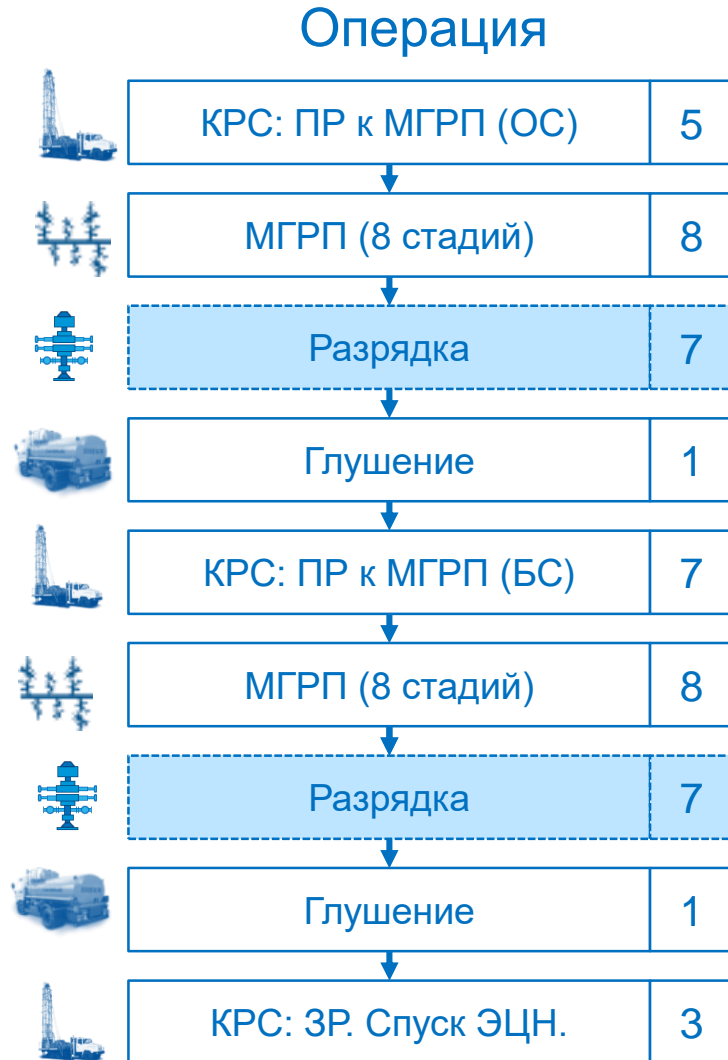 Операция
КРС: ПР к МГРП (ОС) 5
МГРП (8 стадий) 8
Разрядка 7
Глушение 1
КРС: ПР к МГРП (БС) 7
МГРП (8 стадий) 8
Разрядка 7
Глушение 1
КРС: ЗР. Спуск ЭЦН. 3